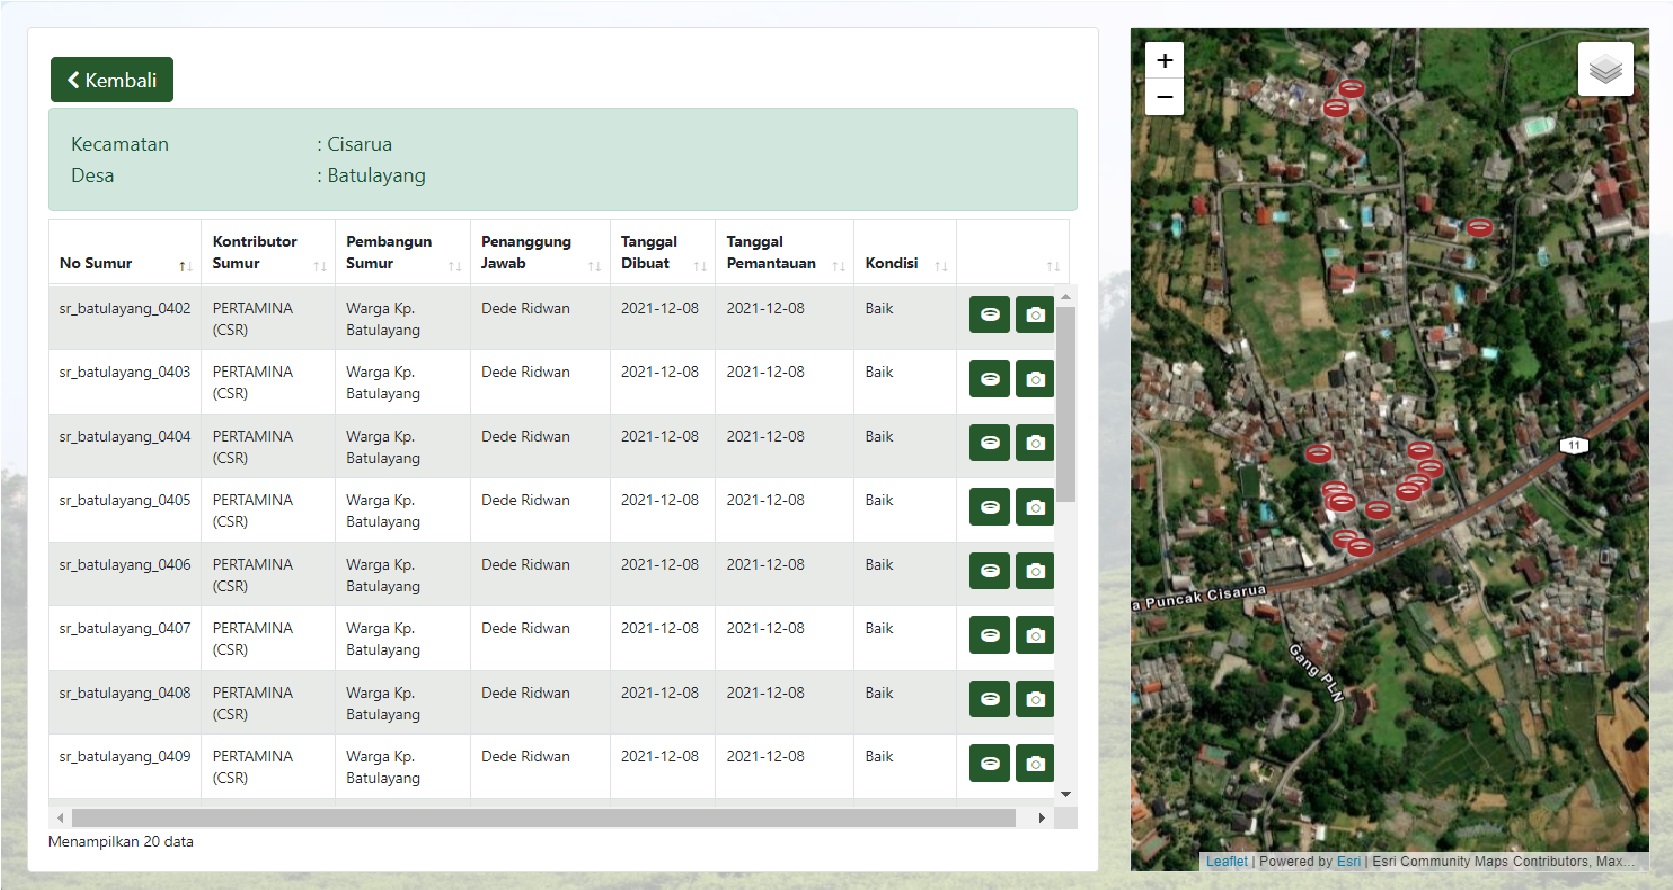 Kembali
Kecamatan : Cisarua
Desa : Batulayang
No Sumur Kontributor Sumur Pembangun Sumur Penanggung Jawab Tanggal Dibuat Tanggal Pemantauan Kondisi
sr_batulayang_0402 PERTAMINA (CSR) Warga Kp. Batulayang Dede Ridwan 2021-12-08 2021-12-08 Baik
sr_batulayang_0403 PERTAMINA (CSR) Warga Kp. Batulayang Dede Ridwan 2021-12-08 2021-12-08 Baik
sr_batulayang_0404 PERTAMINA (CSR) Warga Kp. Batulayang Dede Ridwan 2021-12-08 2021-12-08 Baik
sr_batulayang_0405 PERTAMINA (CSR) Warga Kp. Batulayang Dede Ridwan 2021-12-08 2021-12-08 Baik
sr_batulayang_0406 PERTAMINA (CSR) Warga Kp. Batulayang Dede Ridwan 2021-12-08 2021-12-08 Baik
sr_batulayang_0407 PERTAMINA (CSR) Warga Kp. Batulayang Dede Ridwan 2021-12-08 2021-12-08 Baik
sr_batulayang_0408 PERTAMINA (CSR) Warga Kp. Batulayang Dede Ridwan 2021-12-08 2021-12-08 Baik
sr_batulayang_0409 PERTAMINA (CSR) Warga Kp. Batulayang Dede Ridwan 2021-12-08 2021-12-08 Baik
Menampilkan 20 data
+
−
11
a Puncak Cisarua
Gang PLN
Leaflet | Powered by Esri | Esri Community Maps Contributors, Max...